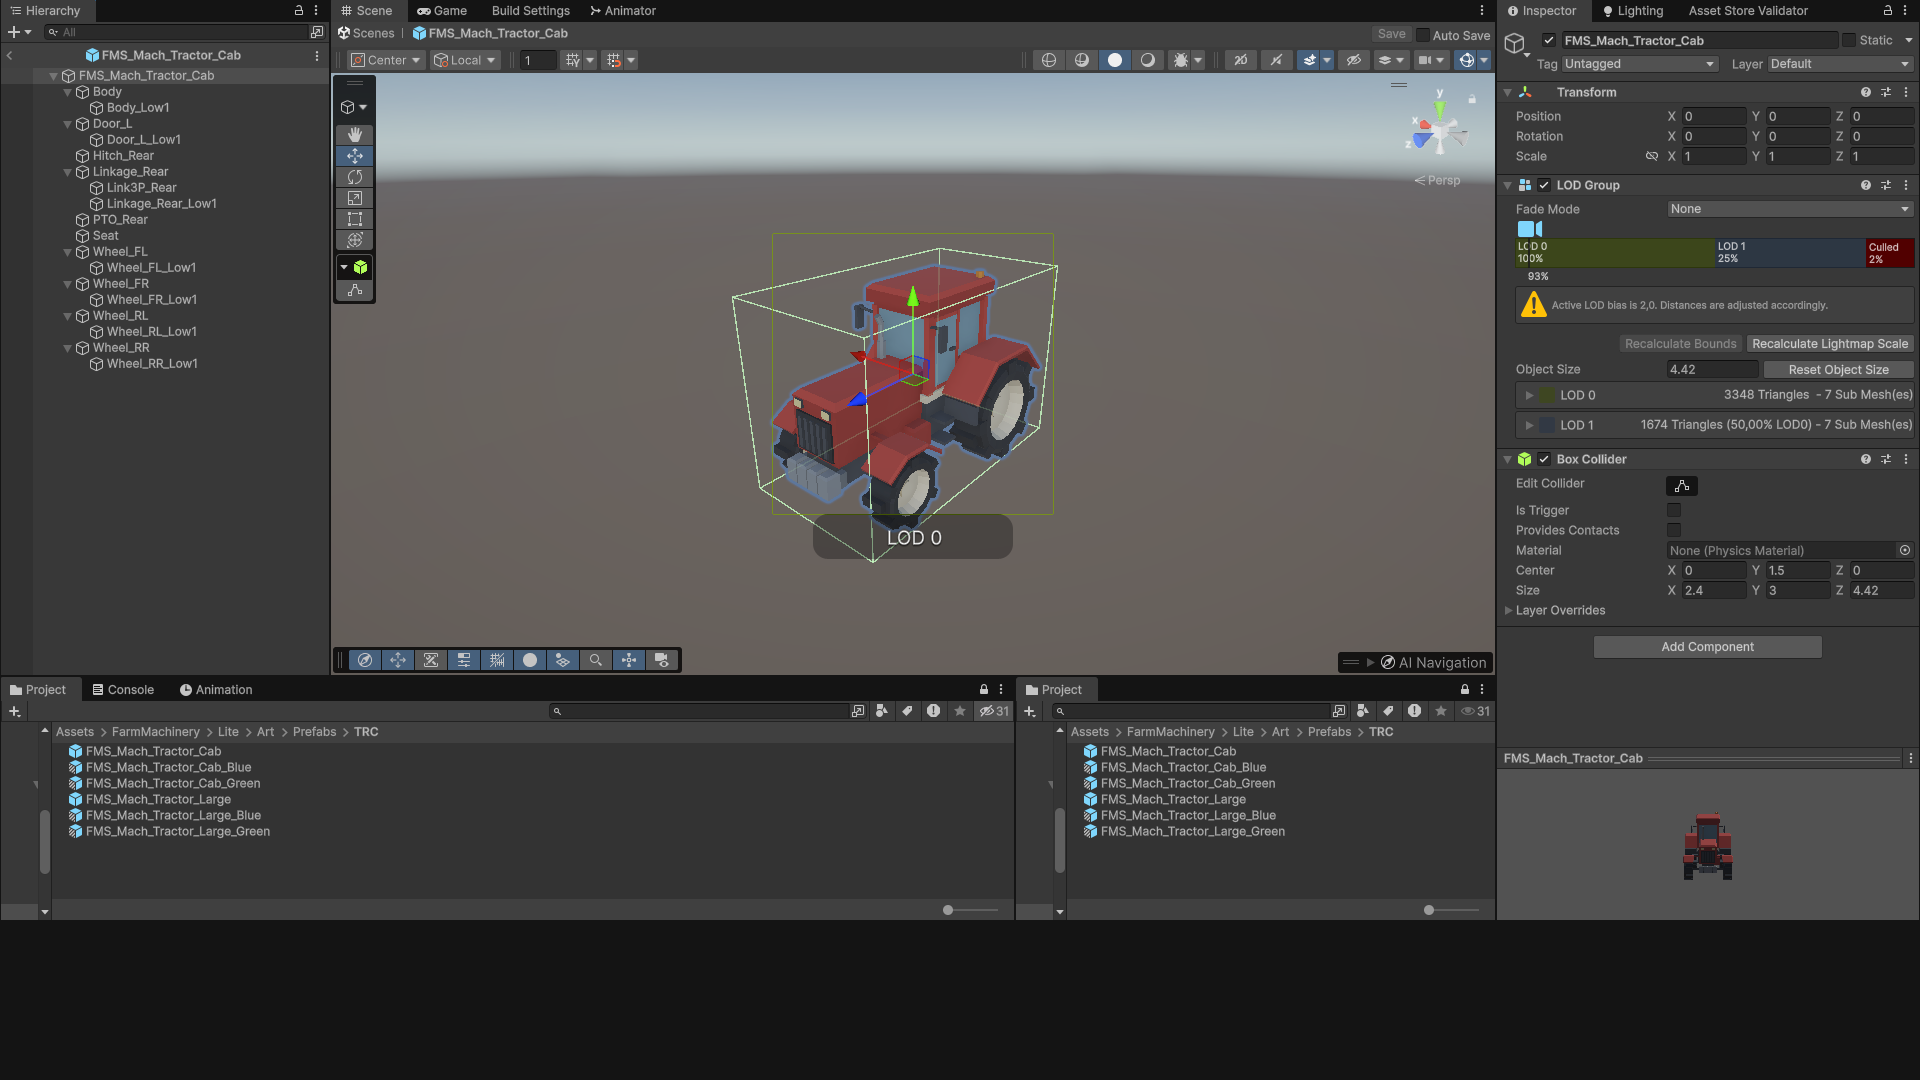 Hierarchy
All
FMS_Mach_Tractor_Cab
FMS_Mach_Tractor_Cab
Body
Body_Low1
Door_L
Door_L_Low1
Hitch_Rear
Linkage_Rear
Link3P_Rear
Linkage_Rear_Low1
PTO_Rear
Seat
Wheel_FL
Wheel_FL_Low1
Wheel_FR
Wheel_FR_Low1
Wheel_RL
Wheel_RL_Low1
Wheel_RR
Wheel_RR_Low1
Scene Game Build Settings Animator
Scenes FMS_Mach_Tractor_Cab Save Auto Save
Center Local 1 2D
y
x
z
Persp
LOD 0
AI Navigation
Inspector Lighting Asset Store Validator
FMS_Mach_Tractor_Cab Static
Tag Untagged Layer Default
Transform
Position X 0 Y 0 Z 0
Rotation X 0 Y 0 Z 0
Scale X 1 Y 1 Z 1
LOD Group
Fade Mode None
LOD 0 LOD 1 Culled
100% 25% 2%
93%
Active LOD bias is 2,0. Distances are adjusted accordingly.
Recalculate Bounds Recalculate Lightmap Scale
Object Size 4.42 Reset Object Size
LOD 0 3348 Triangles - 7 Sub Mesh(es)
LOD 1 1674 Triangles (50,00% LOD0) - 7 Sub Mesh(es)
Box Collider
Edit Collider
Is Trigger
Provides Contacts
Material None (Physics Material)
Center X 0 Y 1.5 Z 0
Size X 2.4 Y 3 Z 4.42
Layer Overrides
Add Component
FMS_Mach_Tractor_Cab
Project Console Animation
31
Assets > FarmMachinery > Lite > Art > Prefabs > TRC
FMS_Mach_Tractor_Cab
FMS_Mach_Tractor_Cab_Blue
FMS_Mach_Tractor_Cab_Green
FMS_Mach_Tractor_Large
FMS_Mach_Tractor_Large_Blue
FMS_Mach_Tractor_Large_Green
Project
31
Assets > FarmMachinery > Lite > Art > Prefabs > TRC
FMS_Mach_Tractor_Cab
FMS_Mach_Tractor_Cab_Blue
FMS_Mach_Tractor_Cab_Green
FMS_Mach_Tractor_Large
FMS_Mach_Tractor_Large_Blue
FMS_Mach_Tractor_Large_Green